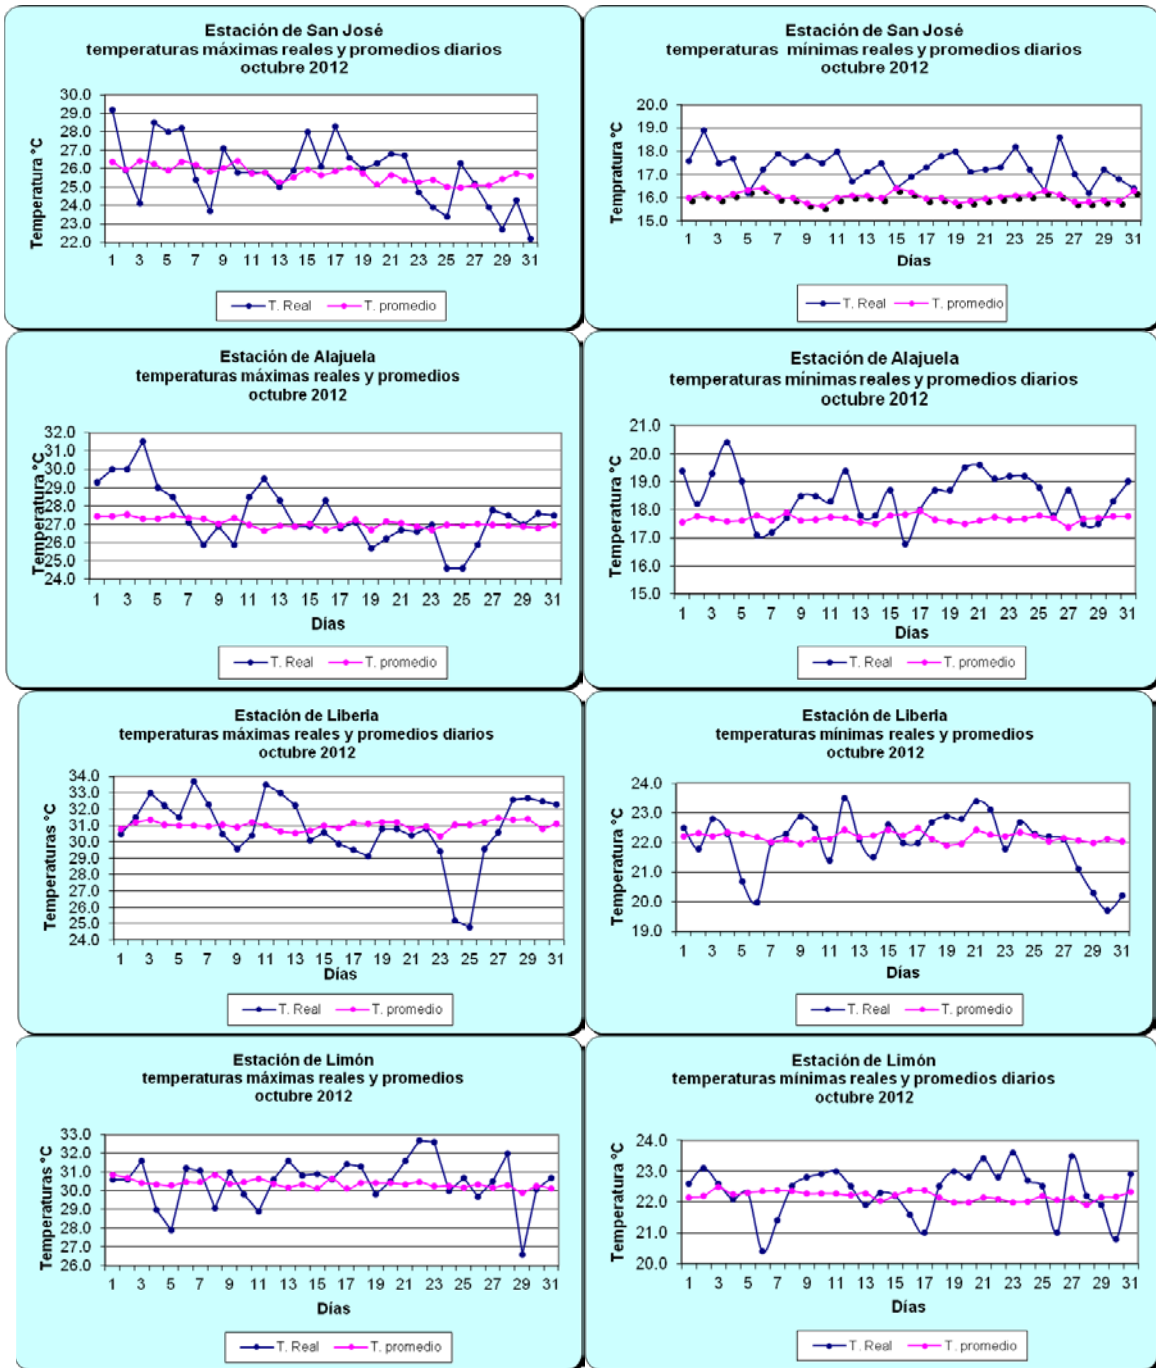 Estación de San José
temperaturas máximas reales y promedios diarios
octubre 2012
Temperatura °C
30.0
29.0
28.0
27.0
26.0
25.0
24.0
23.0
22.0
1 3 5 7 9 11 13 15 17 19 21 23 25 27 29 31
T. Real T. promedio
Estación de San José
temperaturas mínimas reales y promedios diarios
octubre 2012
Tempratura °C
20.0
19.0
18.0
17.0
16.0
15.0
1 3 5 7 9 11 13 15 17 19 21 23 25 27 29 31
Días
T. Real T. promedio
Estación de Alajuela
temperaturas máximas reales y promedios
octubre 2012
Temperatura °C
32.0
31.0
30.0
29.0
28.0
27.0
26.0
25.0
24.0
1 3 5 7 9 11 13 15 17 19 21 23 25 27 29 31
Días
T. Real T. promedio
Estación de Alajuela
temperaturas mínimas reales y promedios diarios
octubre 2012
Temperatura °C
21.0
20.0
19.0
18.0
17.0
16.0
15.0
1 3 5 7 9 11 13 15 17 19 21 23 25 27 29 31
Días
T. Real T. promedio
Estación de Liberia
temperaturas máximas reales y promedios diarios
octubre 2012
Temperaturas °C
34.0
33.0
32.0
31.0
30.0
29.0
28.0
27.0
26.0
25.0
24.0
1 3 5 7 9 11 13 15 17 19 21 23 25 27 29 31
Días
T. Real T. promedio
Estación de Liberia
temperaturas mínimas reales y promedios
octubre 2012
Temperatura °C
24.0
23.0
22.0
21.0
20.0
19.0
1 3 5 7 9 11 13 15 17 19 21 23 25 27 29 31
Días
T. Real T. promedio
Estación de Limón
temperaturas máximas reales y promedios
octubre 2012
Temperaturas °C
33.0
32.0
31.0
30.0
29.0
28.0
27.0
26.0
1 3 5 7 9 11 13 15 17 19 21 23 25 27 29 31
Días
T. Real T. promedio
Estación de Limón
temperaturas mínimas reales y promedios diarios
octubre 2012
Temperatura °C
24.0
23.0
22.0
21.0
20.0
1 3 5 7 9 11 13 15 17 19 21 23 25 27 29 31
Días
T. Real T. promedio